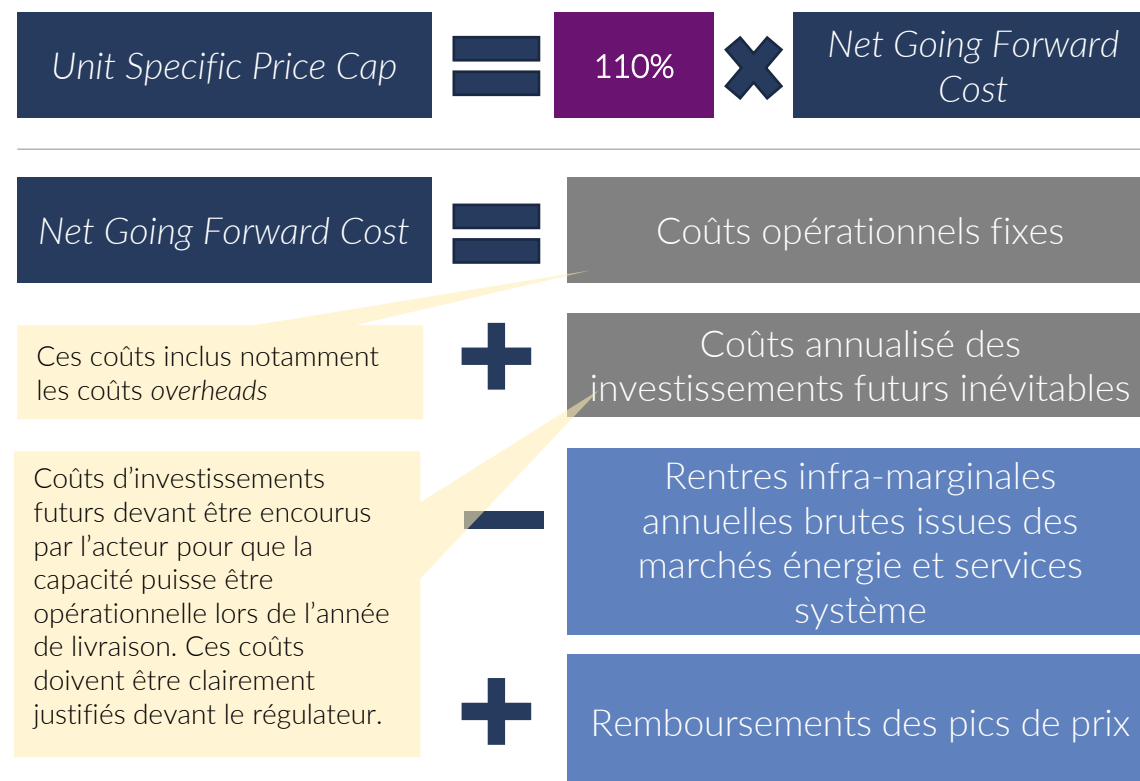 Unit Specific Price Cap
110%
Net Going Forward
Cost
Net Going Forward Cost
Coûts opérationnels fixes
Ces coûts inclus notamment
les coûts overheads
Coûts annualisé des
investissements futurs inévitables
Coûts d’investissements
futurs devant être encourus
par l’acteur pour que la
capacité puisse être
opérationnelle lors de l’année
de livraison. Ces coûts
doivent être clairement
justifiés devant le régulateur.
Rentres infra-marginales
annuelles brutes issues des
marchés énergie et services
système
Remboursements des pics de prix